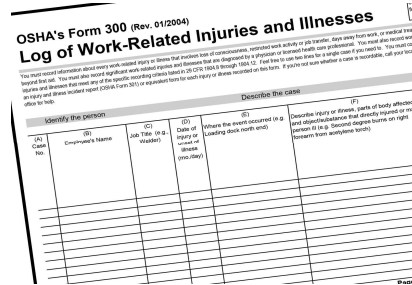 OSHA's Form 300 (Rev. 01/2004)
Log of Work-Related Injuries and Illnesses
You must record information about every work-related injury or illness that involves loss of consciousness, restricted work activity or job transfer, days away from work, or medical trea
beyond first aid. You must also record significant work-related injuries and illnesses that are diagnosed by a physician or licensed health care professional. You must also record wor
injuries and illnesses that meet any of the specific recording criteria listed in 29 CFR 1904.8 through 1904.12. Feel free to use two lines for a single case if you need to. You must co
an injury and illness incident report (OSHA Form 301) or equivalent form for each injury or illness recorded on this form. If you're not sure whether a case is recordable, call your loca
office for help.
Identify the person
Describe the case
(A)
Case
No.
(B)
Employee's Name
(C)
Job Title (e.g.,
Welder)
(D)
Date of
injury or
onset of
illness
(mo./day)
(E)
Where the event occurred (e.g.
Loading dock north end)
(F)
Describe injury or illness, parts of body affected
and object/substance that directly injured or ma
person ill (e.g. Second degree burns on right
forearm from acetylene torch)
Page